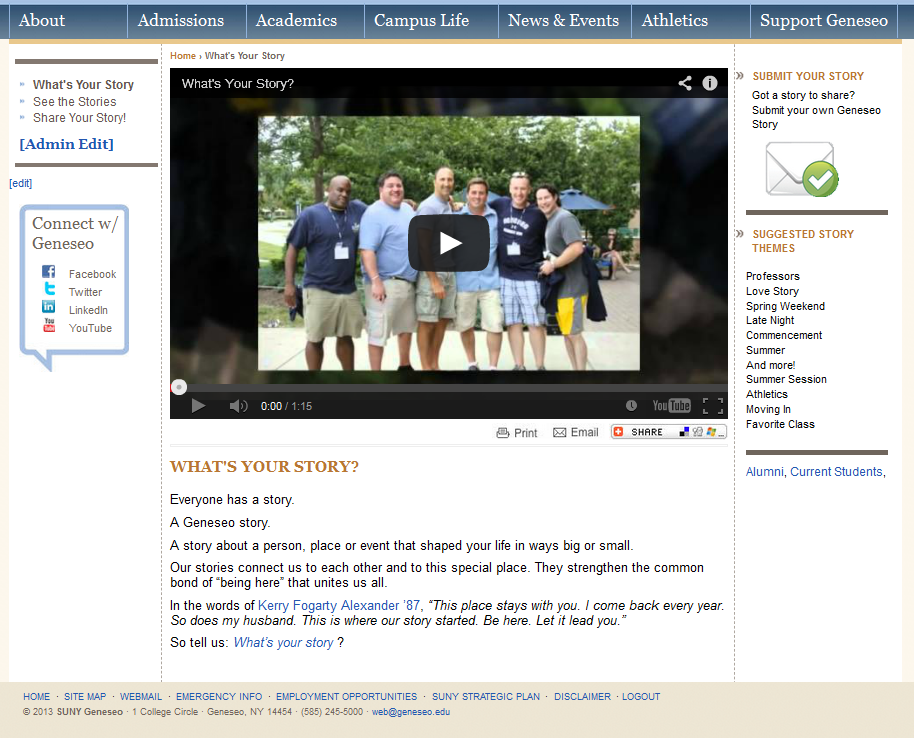 About
Admissions
Academics
Campus Life
News & Events
Athletics
Support Geneseo
Home › What's Your Story
What's Your Story
See the Stories
Share Your Story!
[Admin Edit]
[edit]
Connect w/
Geneseo
Facebook
Twitter
LinkedIn
YouTube
What's Your Story?
0:00 / 1:15
YouTube
Print
Email
SHARE
WHAT'S YOUR STORY?
Everyone has a story.
A Geneseo story.
A story about a person, place or event that shaped your life in ways big or small.
Our stories connect us to each other and to this special place. They strengthen the common
bond of “being here” that unites us all.
In the words of Kerry Fogarty Alexander ’87, “This place stays with you. I come back every year.
So does my husband. This is where our story started. Be here. Let it lead you.”
So tell us: What’s your story ?
» SUBMIT YOUR STORY
Got a story to share?
Submit your own Geneseo
Story
» SUGGESTED STORY
THEMES
Professors
Love Story
Spring Weekend
Late Night
Commencement
Summer
And more!
Summer Session
Athletics
Moving In
Favorite Class
Alumni, Current Students,
HOME · SITE MAP · WEBMAIL · EMERGENCY INFO · EMPLOYMENT OPPORTUNITIES · SUNY STRATEGIC PLAN · DISCLAIMER · LOGOUT
© 2013 SUNY Geneseo · 1 College Circle · Geneseo, NY 14454 · (585) 245-5000 · web@geneseo.edu